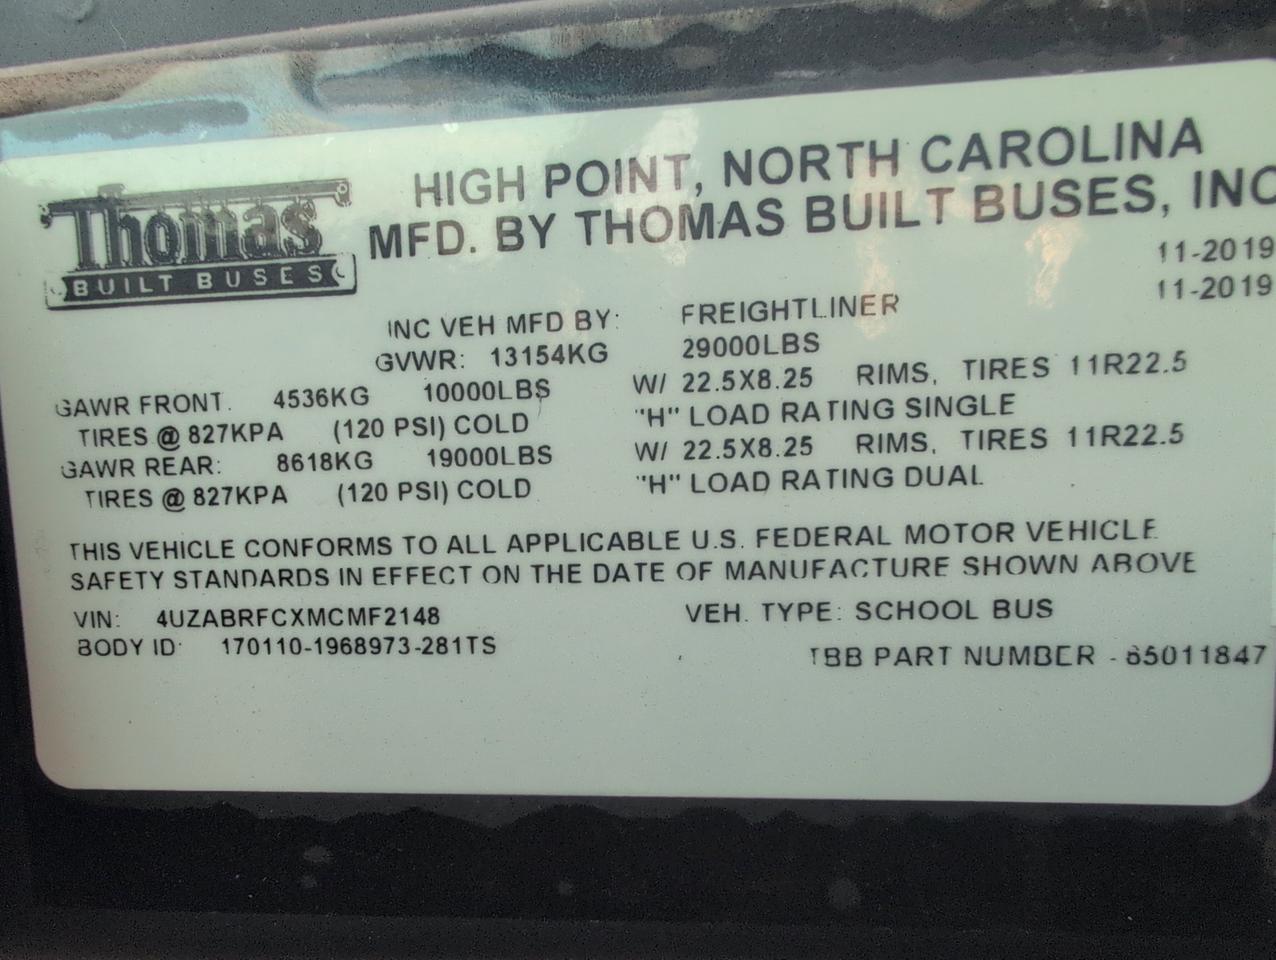 Thomas
BUILT BUSES
HIGH POINT, NORTH CAROLINA
MFD. BY THOMAS BUILT BUSES, INC
11-2019
11-2019
INC VEH MFD BY: FREIGHTLINER
GVWR: 13154KG 29000LBS
GAWR FRONT. 4536KG 10000LBS W/ 22.5X8.25 RIMS, TIRES 11R22.5
TIRES @ 827KPA (120 PSI) COLD "H" LOAD RATING SINGLE
GAWR REAR: 8618KG 19000LBS W/ 22.5X8.25 RIMS, TIRES 11R22.5
TIRES @ 827KPA (120 PSI) COLD "H" LOAD RATING DUAL
THIS VEHICLE CONFORMS TO ALL APPLICABLE U.S. FEDERAL MOTOR VEHICLE
SAFETY STANDARDS IN EFFECT ON THE DATE OF MANUFACTURE SHOWN ABOVE
VIN: 4UZABRFCXMCMF2148 VEH. TYPE: SCHOOL BUS
BODY ID: 170110-1968973-281TS
TBB PART NUMBER - 65011847